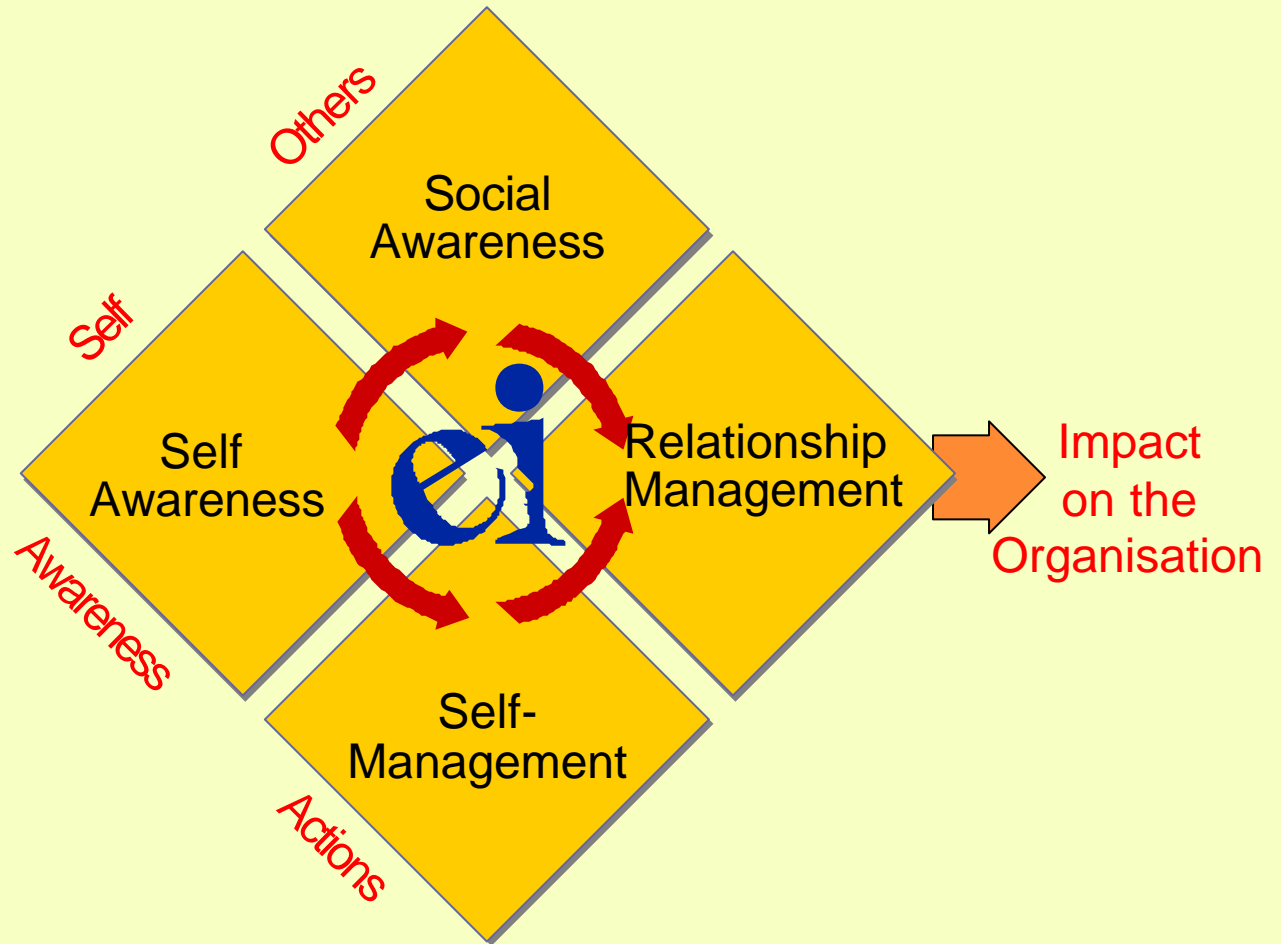 Others
Social
Awareness
Self
Self
Awareness
ei
Relationship
Management
Impact
on the
Organisation
Awareness
Self-
Management
Actions